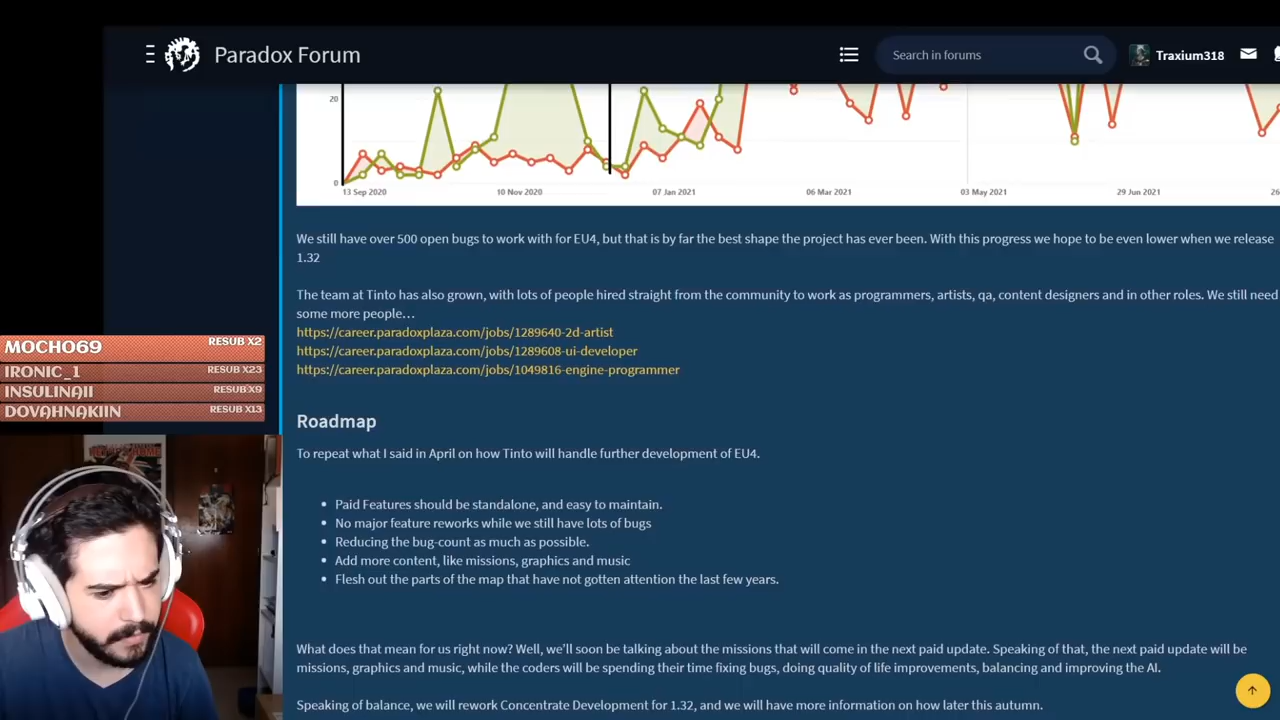 Paradox Forum
Search in forums
Traxium318
20
0
13 Sep 2020
10 Nov 2020
07 Jan 2021
06 Mar 2021
03 May 2021
29 Jun 2021
26
We still have over 500 open bugs to work with for EU4, but that is by far the best shape the project has ever been. With this progress we hope to be even lower when we release
1.32
The team at Tinto has also grown, with lots of people hired straight from the community to work as programmers, artists, qa, content designers and in other roles. We still need
some more people…
https://career.paradoxplaza.com/jobs/1289640-2d-artist
https://career.paradoxplaza.com/jobs/1289608-ui-developer
https://career.paradoxplaza.com/jobs/1049816-engine-programmer
MOCHO69 RESUB X2
IRONIC_1 RESUB X23
INSULINAII RESUB X9
DOVAHNAKIIN RESUB X13
Roadmap
To repeat what I said in April on how Tinto will handle further development of EU4.
• Paid Features should be standalone, and easy to maintain.
• No major feature reworks while we still have lots of bugs
• Reducing the bug-count as much as possible.
• Add more content, like missions, graphics and music
• Flesh out the parts of the map that have not gotten attention the last few years.
What does that mean for us right now? Well, we'll soon be talking about the missions that will come in the next paid update. Speaking of that, the next paid update will be
missions, graphics and music, while the coders will be spending their time fixing bugs, doing quality of life improvements, balancing and improving the AI.
Speaking of balance, we will rework Concentrate Development for 1.32, and we will have more information on how later this autumn.